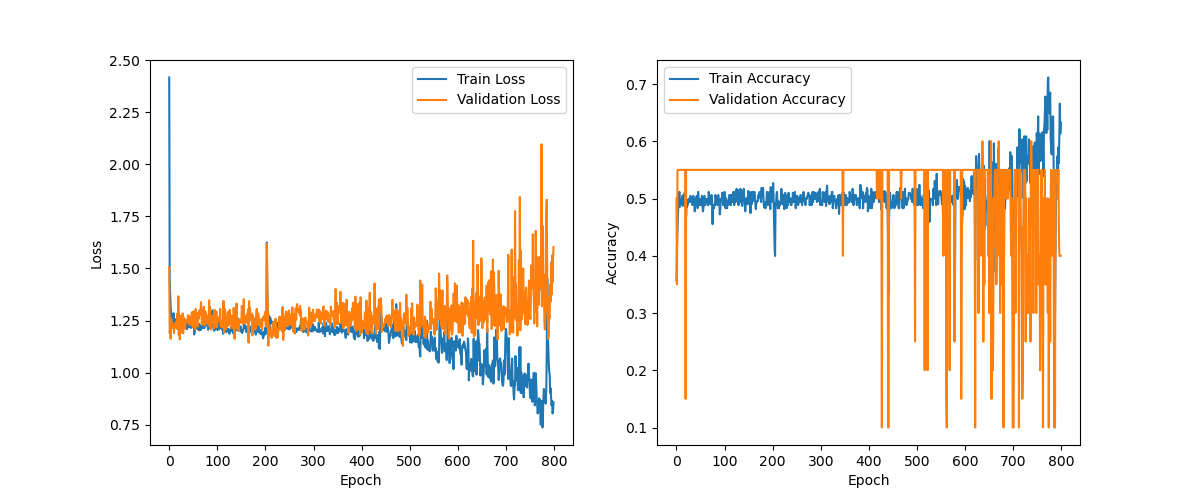 2.50
2.25
2.00
1.75
1.50
1.25
1.00
0.75
Loss
0 100 200 300 400 500 600 700 800
Epoch
Train Loss
Validation Loss
0.7
0.6
0.5
0.4
0.3
0.2
0.1
Accuracy
0 100 200 300 400 500 600 700 800
Epoch
Train Accuracy
Validation Accuracy